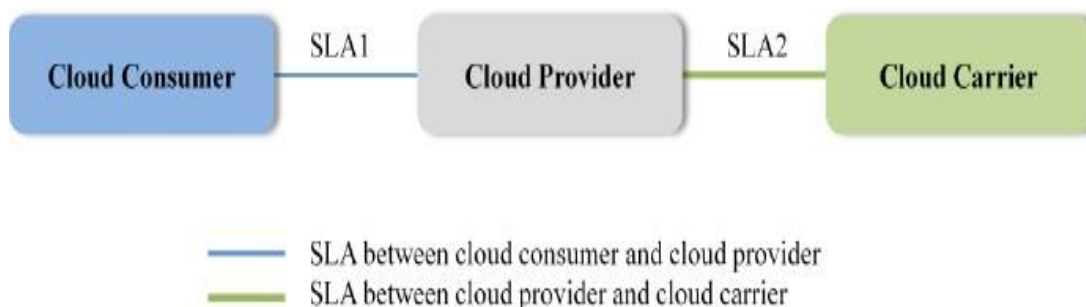 SLA1
SLA2
Cloud Consumer
Cloud Provider
Cloud Carrier
SLA between cloud consumer and cloud provider
SLA between cloud provider and cloud carrier